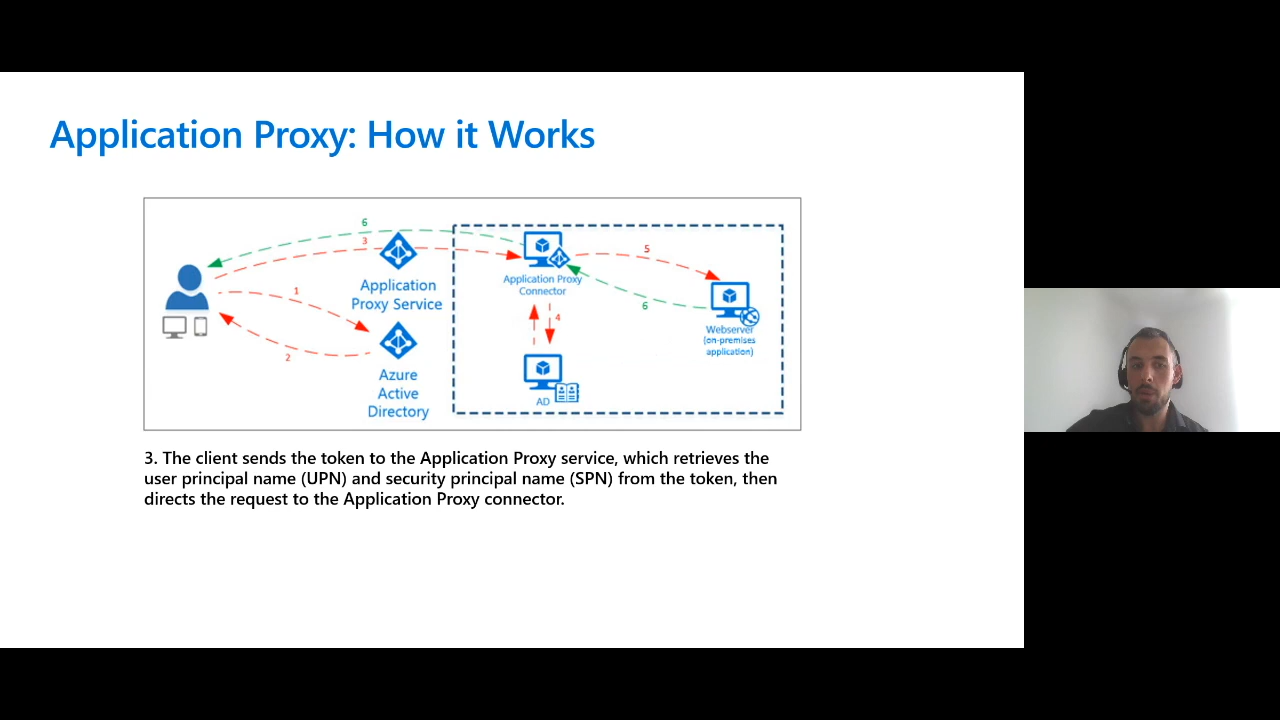 Application Proxy: How it Works
6
3
5
1
4
6
2
Application
Proxy Service
Application Proxy
Connector
Webserver
(on-premises
application)
Azure
Active
Directory
AD
3. The client sends the token to the Application Proxy service, which retrieves the
user principal name (UPN) and security principal name (SPN) from the token, then
directs the request to the Application Proxy connector.